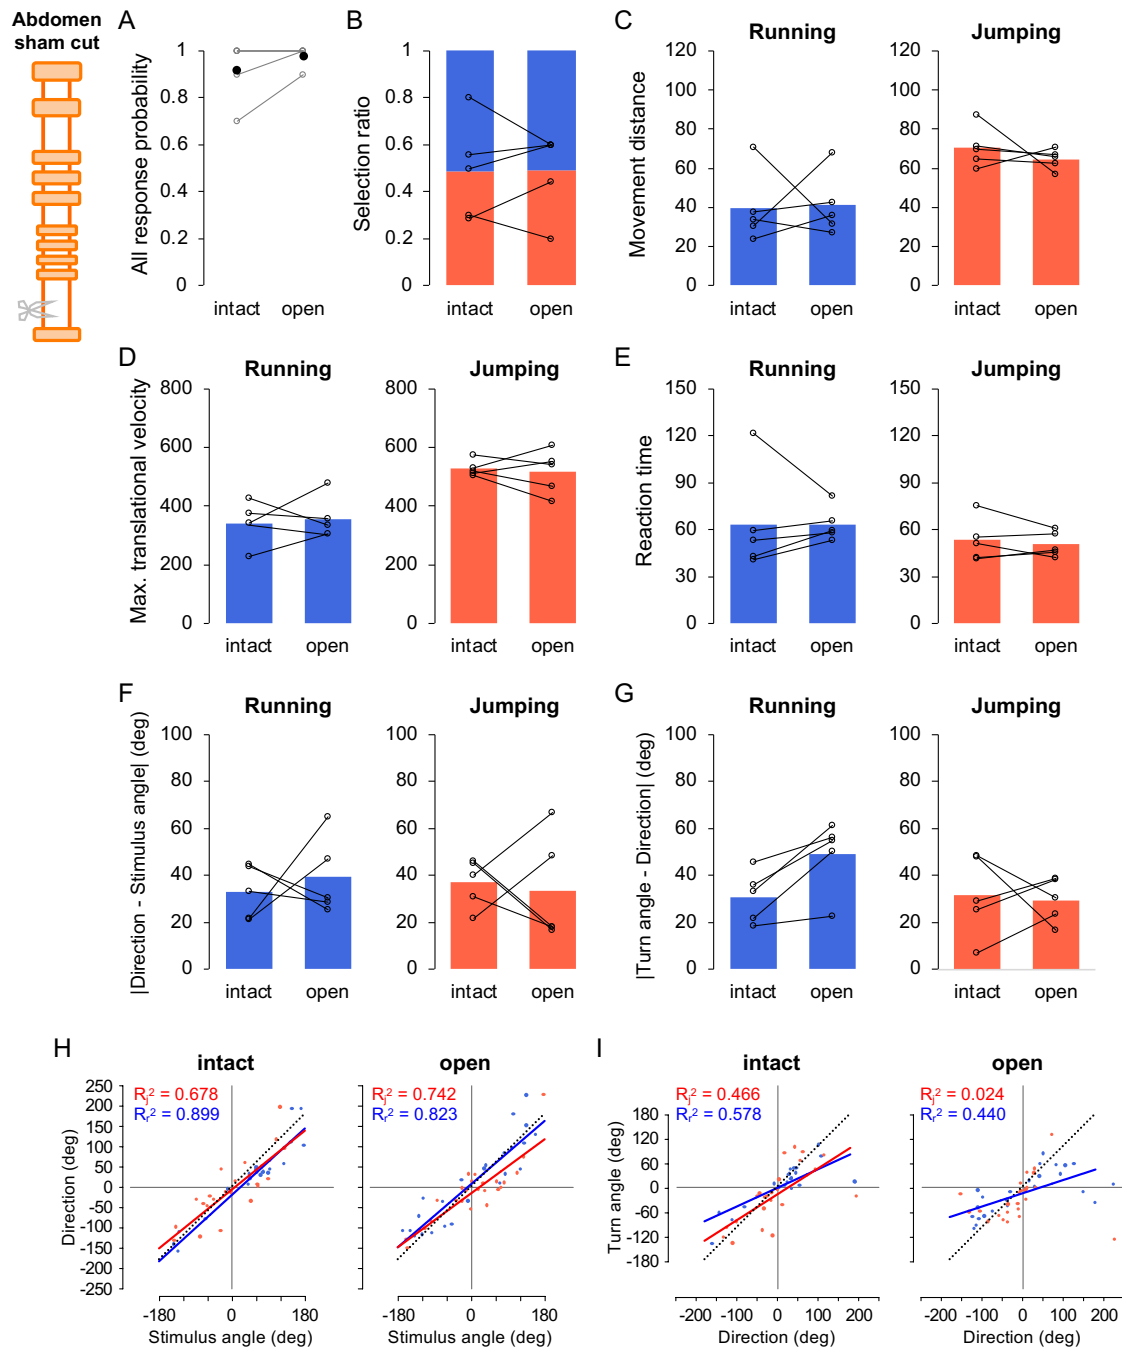 Abdomen
sham cut
A
All response probability
1
0.8
0.6
0.4
0.2
0
intact open
B
Selection ratio
1
0.8
0.6
0.4
0.2
0
intact open
C
Running
Movement distance
120
100
80
60
40
20
0
intact open
Jumping
120
100
80
60
40
20
0
intact open
D
Running
Max. translational velocity
800
600
400
200
0
intact open
Jumping
800
600
400
200
0
intact open
E
Running
Reaction time
150
120
90
60
30
0
intact open
Jumping
150
120
90
60
30
0
intact open
F
Running
|Direction - Stimulus angle| (deg)
100
80
60
40
20
0
intact open
Jumping
100
80
60
40
20
0
intact open
G
Running
|Turn angle - Direction| (deg)
100
80
60
40
20
0
intact open
Jumping
100
80
60
40
20
0
intact open
H
intact
Direction (deg)
250
200
150
100
50
0
-50
-100
-150
-200
-250
Rj² = 0.678
Rr² = 0.899
-180 0 180
Stimulus angle (deg)
open
Rj² = 0.742
Rr² = 0.823
-180 0 180
Stimulus angle (deg)
I
intact
Turn angle (deg)
180
120
60
0
-60
-120
-180
Rj² = 0.466
Rr² = 0.578
-200 -100 0 100 200
Direction (deg)
open
Rj² = 0.024
Rr² = 0.440
-200 -100 0 100 200
Direction (deg)